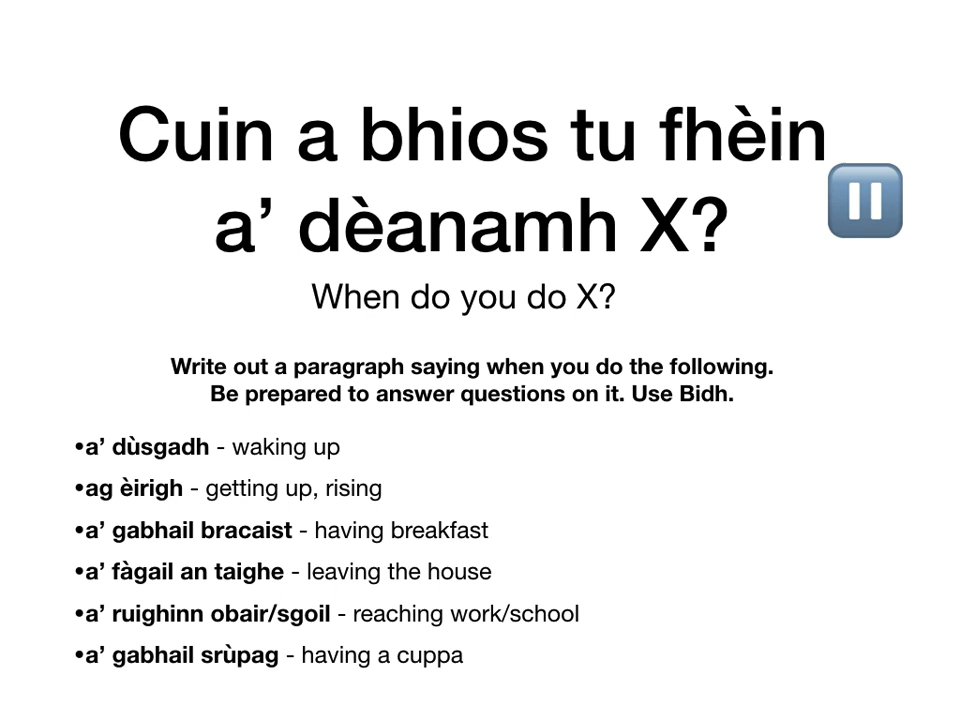 Cuin a bhios tu fhèin
a’ dèanamh X?
When do you do X?
Write out a paragraph saying when you do the following.
Be prepared to answer questions on it. Use Bidh.
•a’ dùsgadh - waking up
•ag èirigh - getting up, rising
•a’ gabhail bracaist - having breakfast
•a’ fàgail an taighe - leaving the house
•a’ ruighinn obair/sgoil - reaching work/school
•a’ gabhail srùpag - having a cuppa